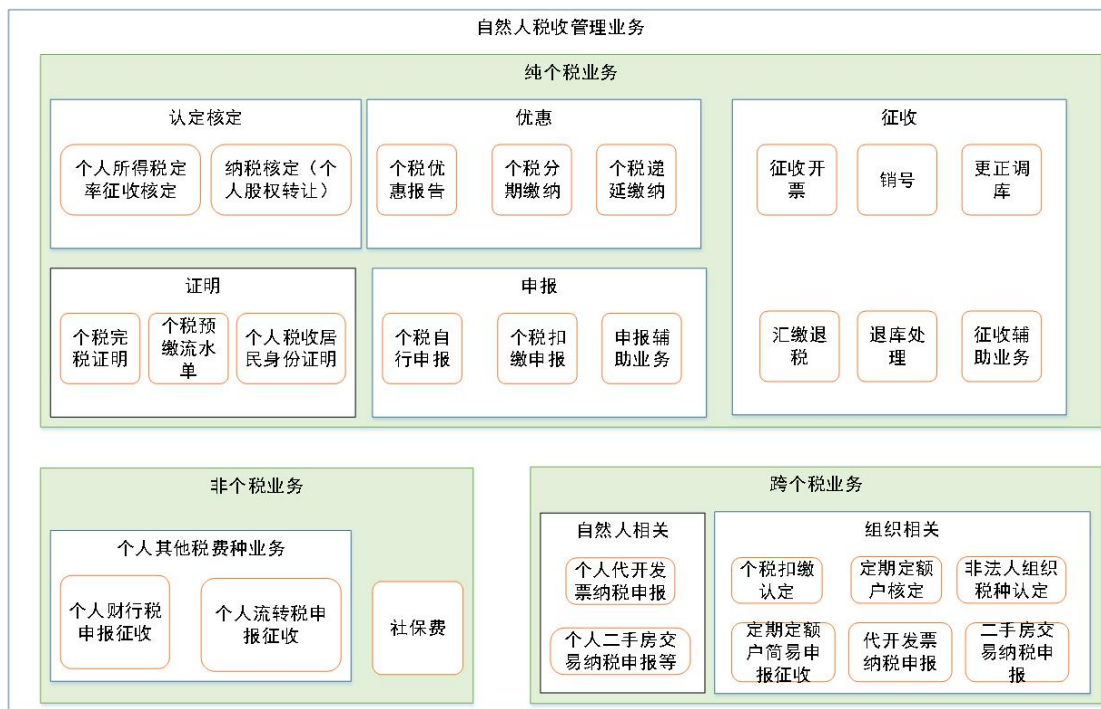 自然人税收管理业务
纯个税业务
认定核定
个人所得税定
率征收核定
纳税核定（个
人股权转让）
优惠
个税优
惠报告
个税分
期缴纳
个税递
延缴纳
征收
征收开
票
销号
更正调
库
汇缴退
税
退库处
理
征收辅
助业务
证明
个税完
税证明
个税预
缴流水
单
个人税收居
民身份证明
申报
个税自
行申报
个税扣
缴申报
申报辅
助业务
非个税业务
个人其他税费种业务
个人财行税
申报征收
个人流转税申
报征收
社保费
跨个税业务
自然人相关
个人代开发
票纳税申报
个人二手房交
易纳税申报等
组织相关
个税扣缴
认定
定期定额
户核定
非法人组织
税种认定
定期定额
户简易申
报征收
代开发票
纳税申报
二手房交
易纳税申
报